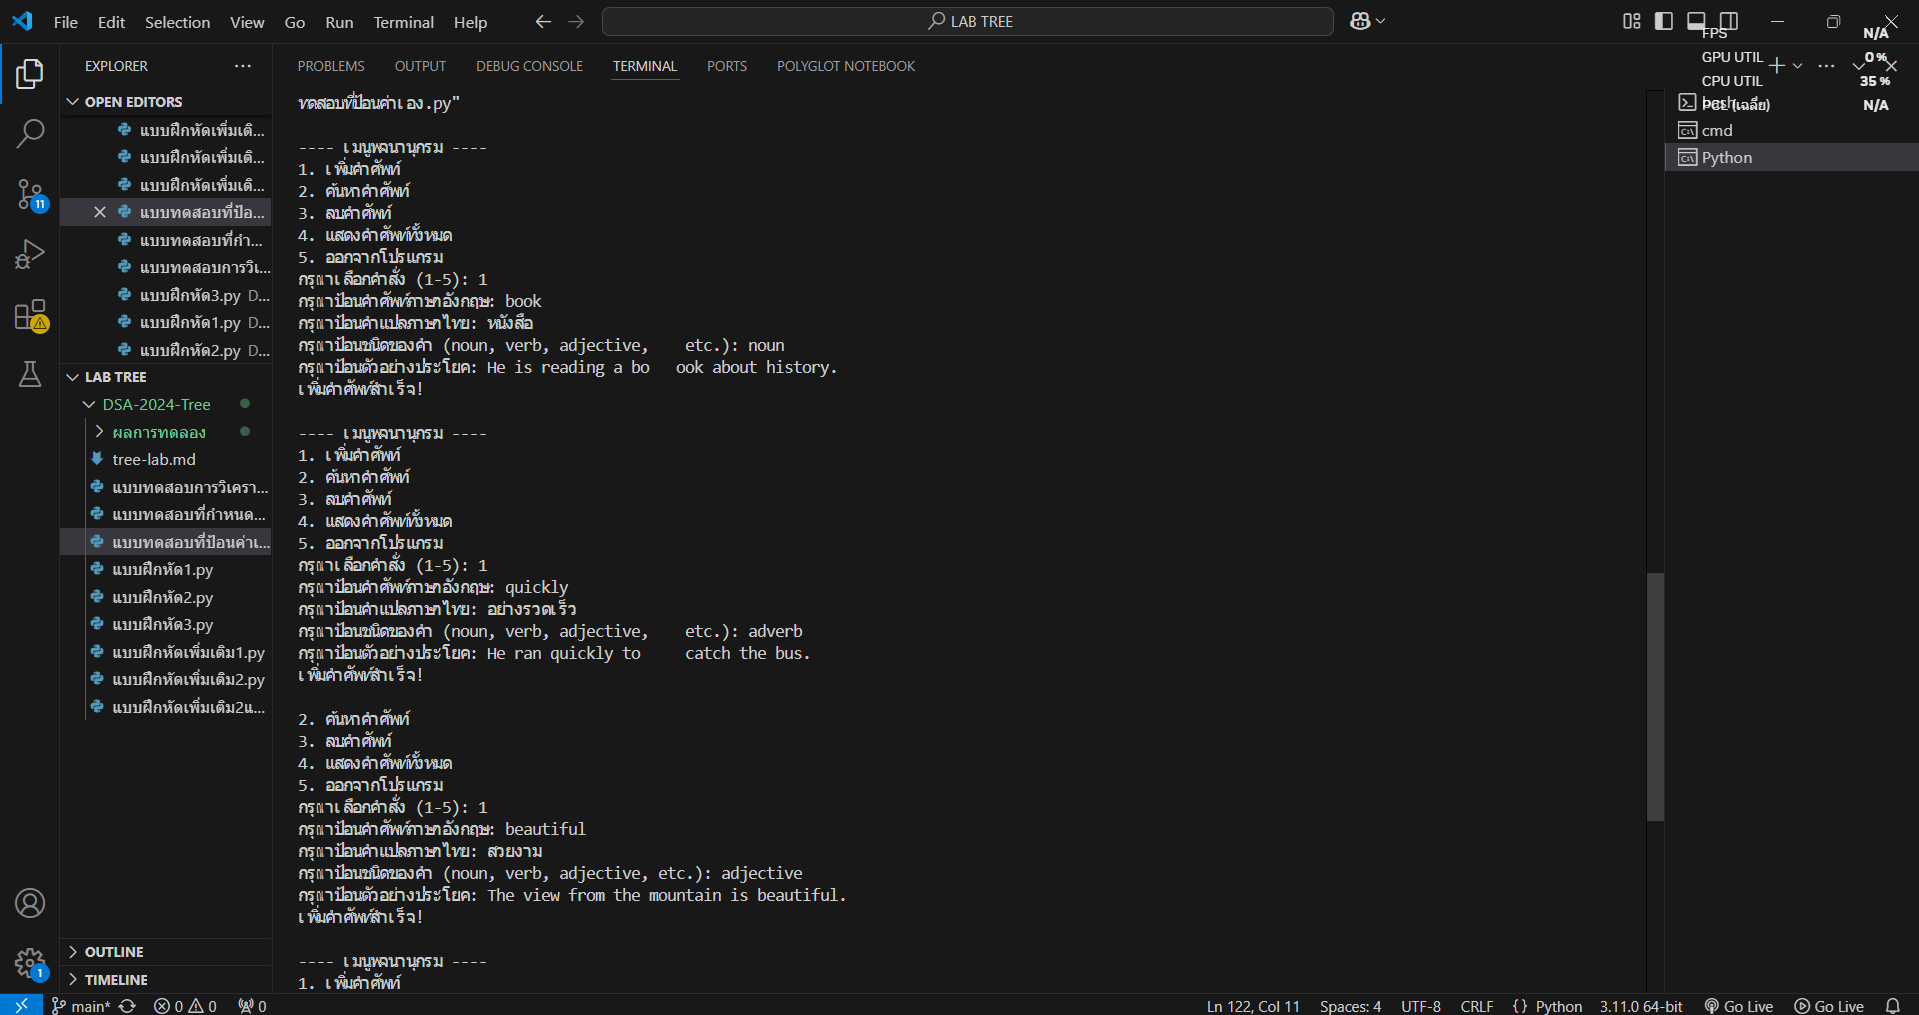 File Edit Selection View Go Run Terminal Help
LAB TREE
FPS N/A
GPU UTIL 0 %
CPU UTIL 35 %
(เฉลี่ย) N/A
EXPLORER
OPEN EDITORS
แบบฝึกหัดเพิ่มเติ...
แบบฝึกหัดเพิ่มเติ...
แบบฝึกหัดเพิ่มเติ...
แบบทดสอบที่ป้อ...
แบบทดสอบที่กำ...
แบบทดสอบการวิเ...
แบบฝึกหัด3.py D...
แบบฝึกหัด1.py D...
แบบฝึกหัด2.py D...
LAB TREE
DSA-2024-Tree
ผลการทดลอง
tree-lab.md
แบบทดสอบการวิเครา...
แบบทดสอบที่กำหนด...
แบบทดสอบที่ป้อนค่าเ...
แบบฝึกหัด1.py
แบบฝึกหัด2.py
แบบฝึกหัด3.py
แบบฝึกหัดเพิ่มเติม1.py
แบบฝึกหัดเพิ่มเติม2.py
แบบฝึกหัดเพิ่มเติม2แ...
OUTLINE
TIMELINE
PROBLEMS OUTPUT DEBUG CONSOLE TERMINAL PORTS POLYGLOT NOTEBOOK
ทดสอบที่ป้อนค่าเอง.py"
---- เมนูพจนานุกรม ----
1. เพิ่มคำศัพท์
2. ค้นหาคำศัพท์
3. ลบคำศัพท์
4. แสดงคำศัพท์ทั้งหมด
5. ออกจากโปรแกรม
กรุณาเลือกคำสั่ง (1-5): 1
กรุณาป้อนคำศัพท์ภาษาอังกฤษ: book
กรุณาป้อนคำแปลภาษาไทย: หนังสือ
กรุณาป้อนชนิดของคำ (noun, verb, adjective,    etc.): noun
กรุณาป้อนตัวอย่างประโยค: He is reading a bo   ook about history.
เพิ่มคำศัพท์สำเร็จ!
---- เมนูพจนานุกรม ----
1. เพิ่มคำศัพท์
2. ค้นหาคำศัพท์
3. ลบคำศัพท์
4. แสดงคำศัพท์ทั้งหมด
5. ออกจากโปรแกรม
กรุณาเลือกคำสั่ง (1-5): 1
กรุณาป้อนคำศัพท์ภาษาอังกฤษ: quickly
กรุณาป้อนคำแปลภาษาไทย: อย่างรวดเร็ว
กรุณาป้อนชนิดของคำ (noun, verb, adjective,    etc.): adverb
กรุณาป้อนตัวอย่างประโยค: He ran quickly to     catch the bus.
เพิ่มคำศัพท์สำเร็จ!
2. ค้นหาคำศัพท์
3. ลบคำศัพท์
4. แสดงคำศัพท์ทั้งหมด
5. ออกจากโปรแกรม
กรุณาเลือกคำสั่ง (1-5): 1
กรุณาป้อนคำศัพท์ภาษาอังกฤษ: beautiful
กรุณาป้อนคำแปลภาษาไทย: สวยงาม
กรุณาป้อนชนิดของคำ (noun, verb, adjective, etc.): adjective
กรุณาป้อนตัวอย่างประโยค: The view from the mountain is beautiful.
เพิ่มคำศัพท์สำเร็จ!
---- เมนูพจนานุกรม ----
1. เพิ่มคำศัพท์
cmd
Python
11
1
main* 0 0 0
Ln 122, Col 11 Spaces: 4 UTF-8 CRLF {} Python 3.11.0 64-bit Go Live Go Live